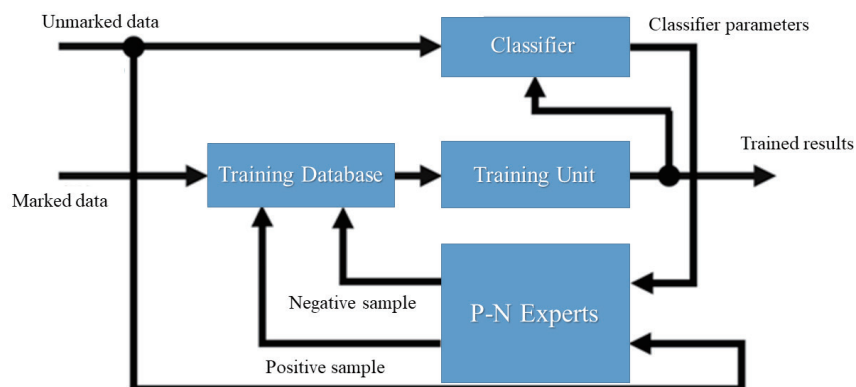 Unmarked data
Classifier
Classifier parameters
Training Database
Training Unit
Trained results
Marked data
Negative sample
P-N Experts
Positive sample